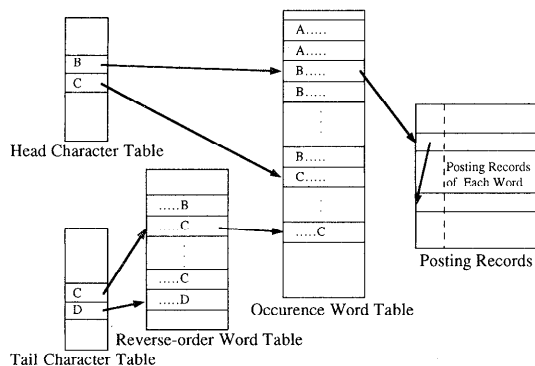 B
C
Head Character Table
A.....
A.....
B.....
B.....
B.....
C.....
.....C
Occurence Word Table
Posting Records
of Each Word
Posting Records
.....B
.....C
.....C
.....D
Reverse-order Word Table
C
D
Tail Character Table